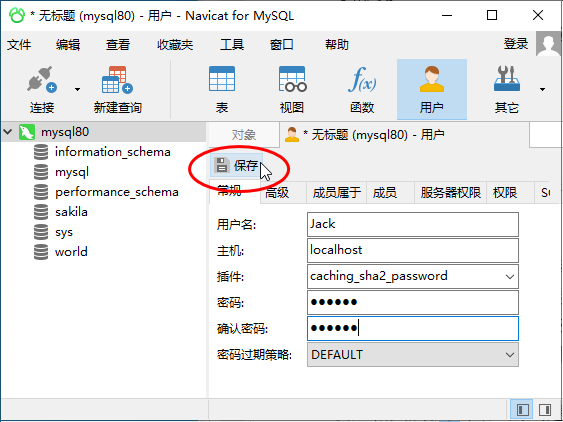 * 无标题 (mysql80) - 用户 - Navicat for MySQL
文件 编辑 查看 收藏夹 工具 窗口 帮助 登录
连接 新建查询 表 视图 函数 用户 其它
f(x)
mysql80
对象 * 无标题 (mysql80) - 用户
information_schema
保存
mysql
performance_schema
常规 高级 成员属于 成员 服务器权限 权限
sakila
用户名: Jack
sys
主机: localhost
world
插件: caching_sha2_password
密码: ●●●●●●
确认密码: ●●●●●●
密码过期策略: DEFAULT